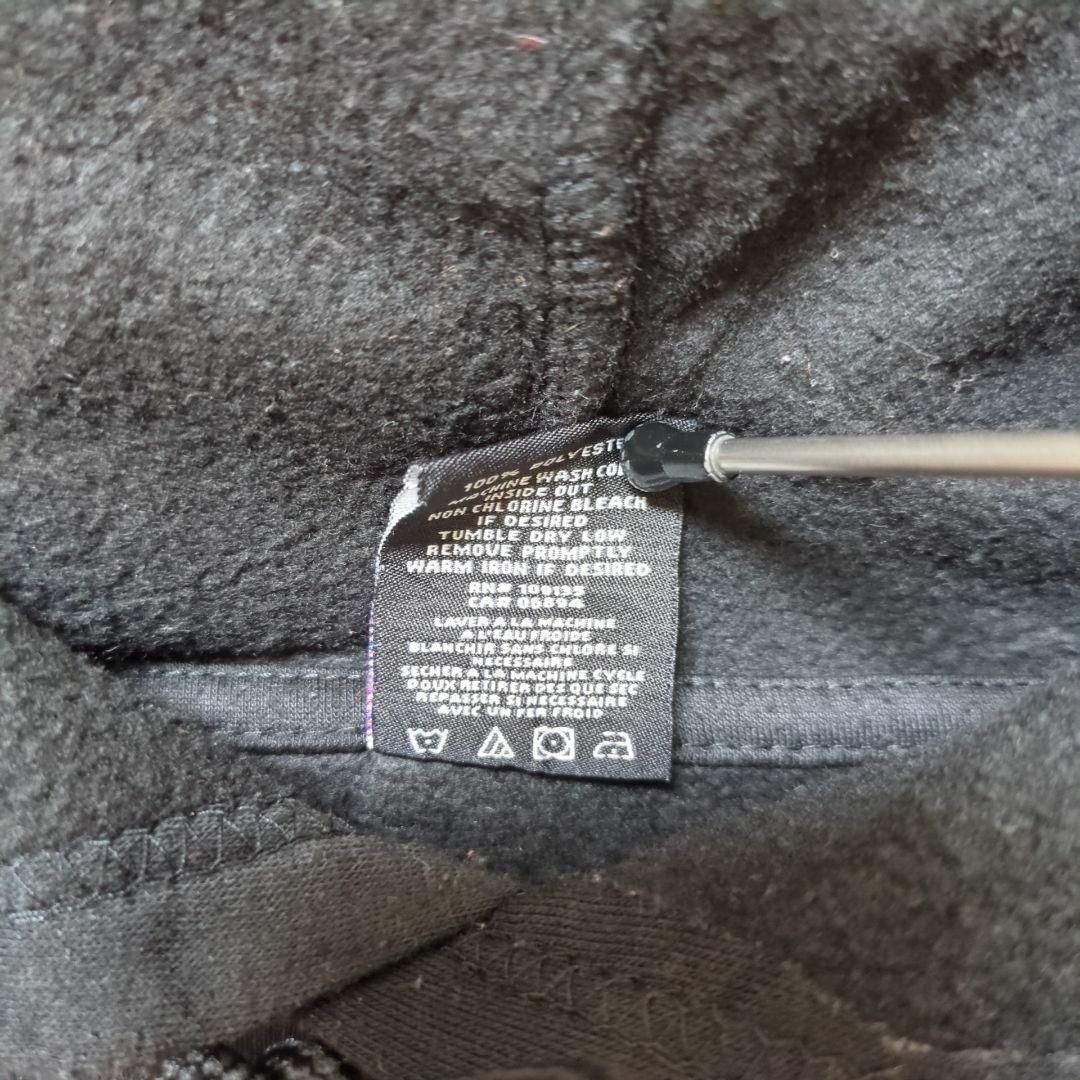 100% POLYESTE
MACHINE WASH CO
INSIDE OUT
NON CHLORINE BLEACH
IF DESIRED
TUMBLE DRY LOW
REMOVE PROMPTLY
WARM IRON IF DESIRED
LAVER A LA MACHINE
A L'EAU FROIDE
BLANCHIR SANS CHLORE SI
NECESSAIRE
SECHER A LA MACHINE CYCLE
DOUX RETIRER DES QUE SEC
REPASSER SI NECESSAIRE
AVEC UN FER FROID